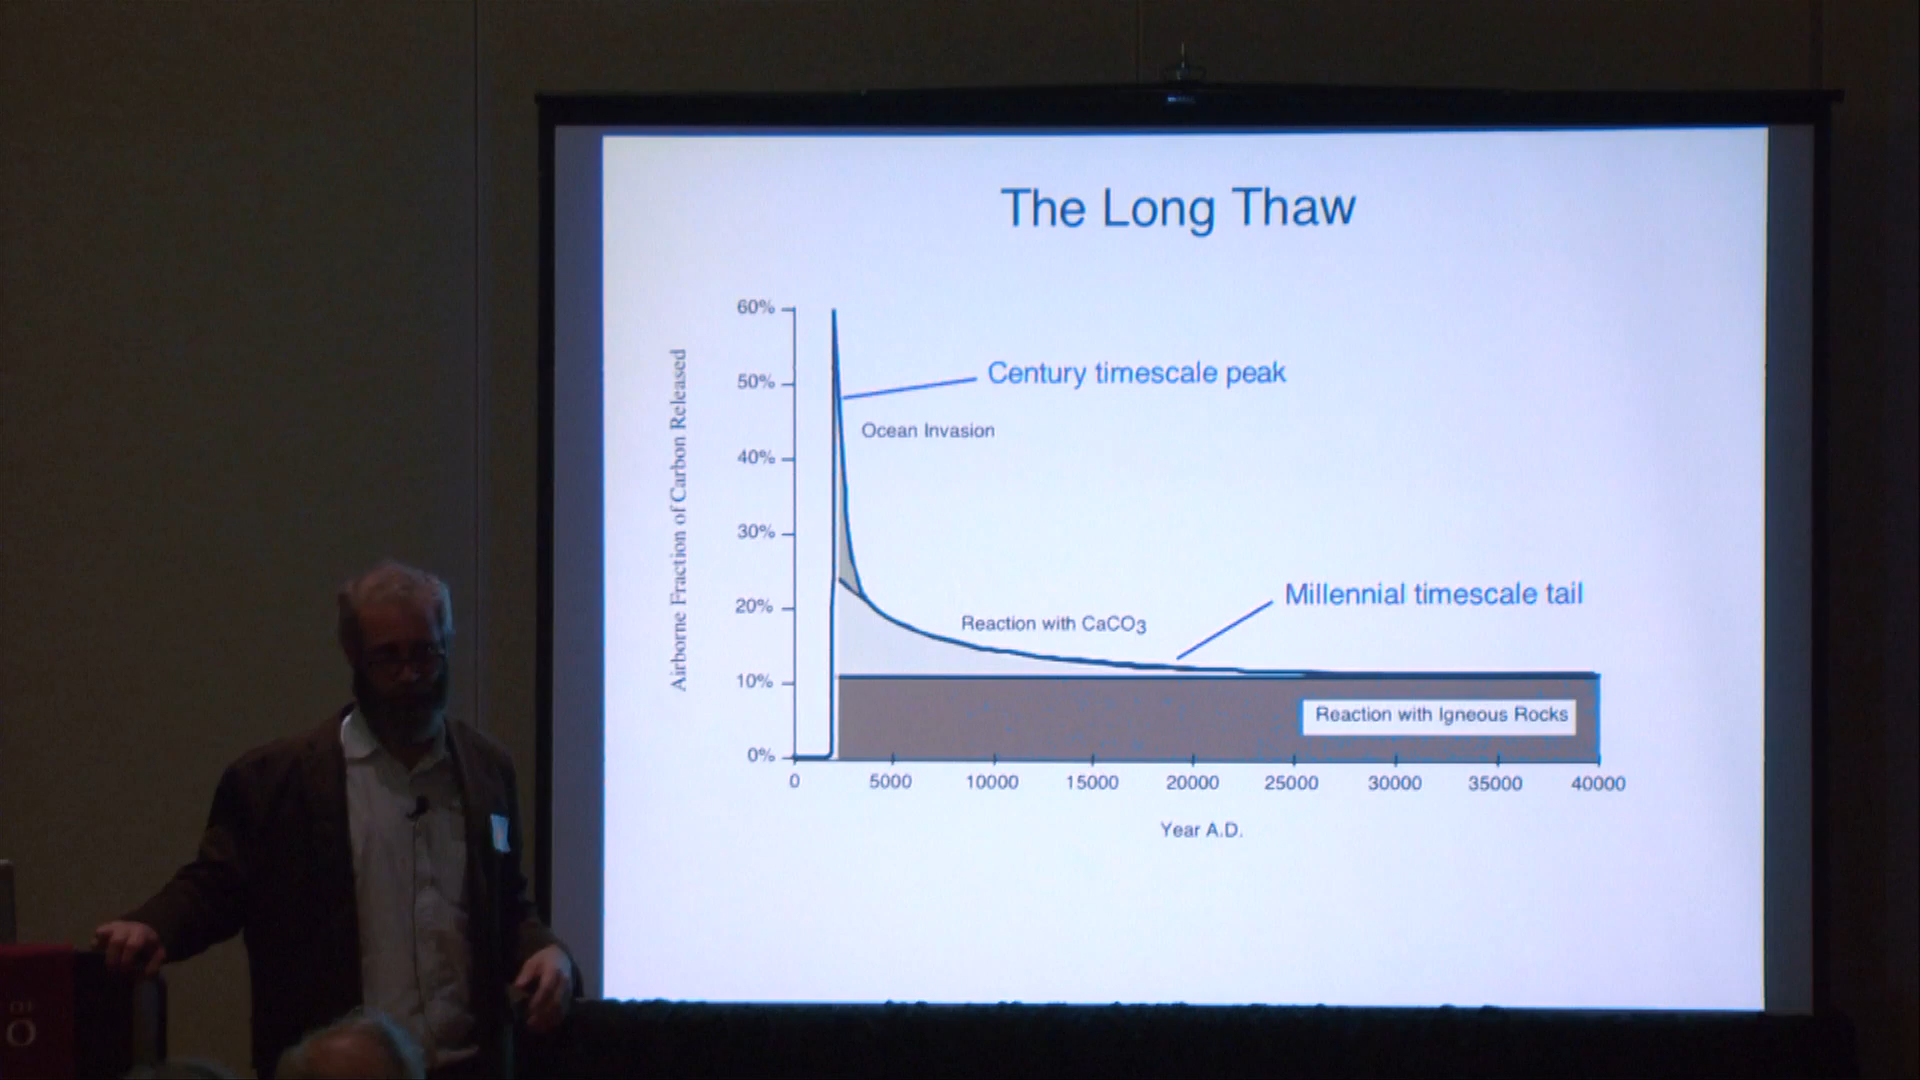 The Long Thaw
60%
50%
40%
30%
20%
10%
0%
Airborne Fraction of Carbon Released
Century timescale peak
Ocean Invasion
Millennial timescale tail
Reaction with CaCO3
Reaction with Igneous Rocks
0 5000 10000 15000 20000 25000 30000 35000 40000
Year A.D.